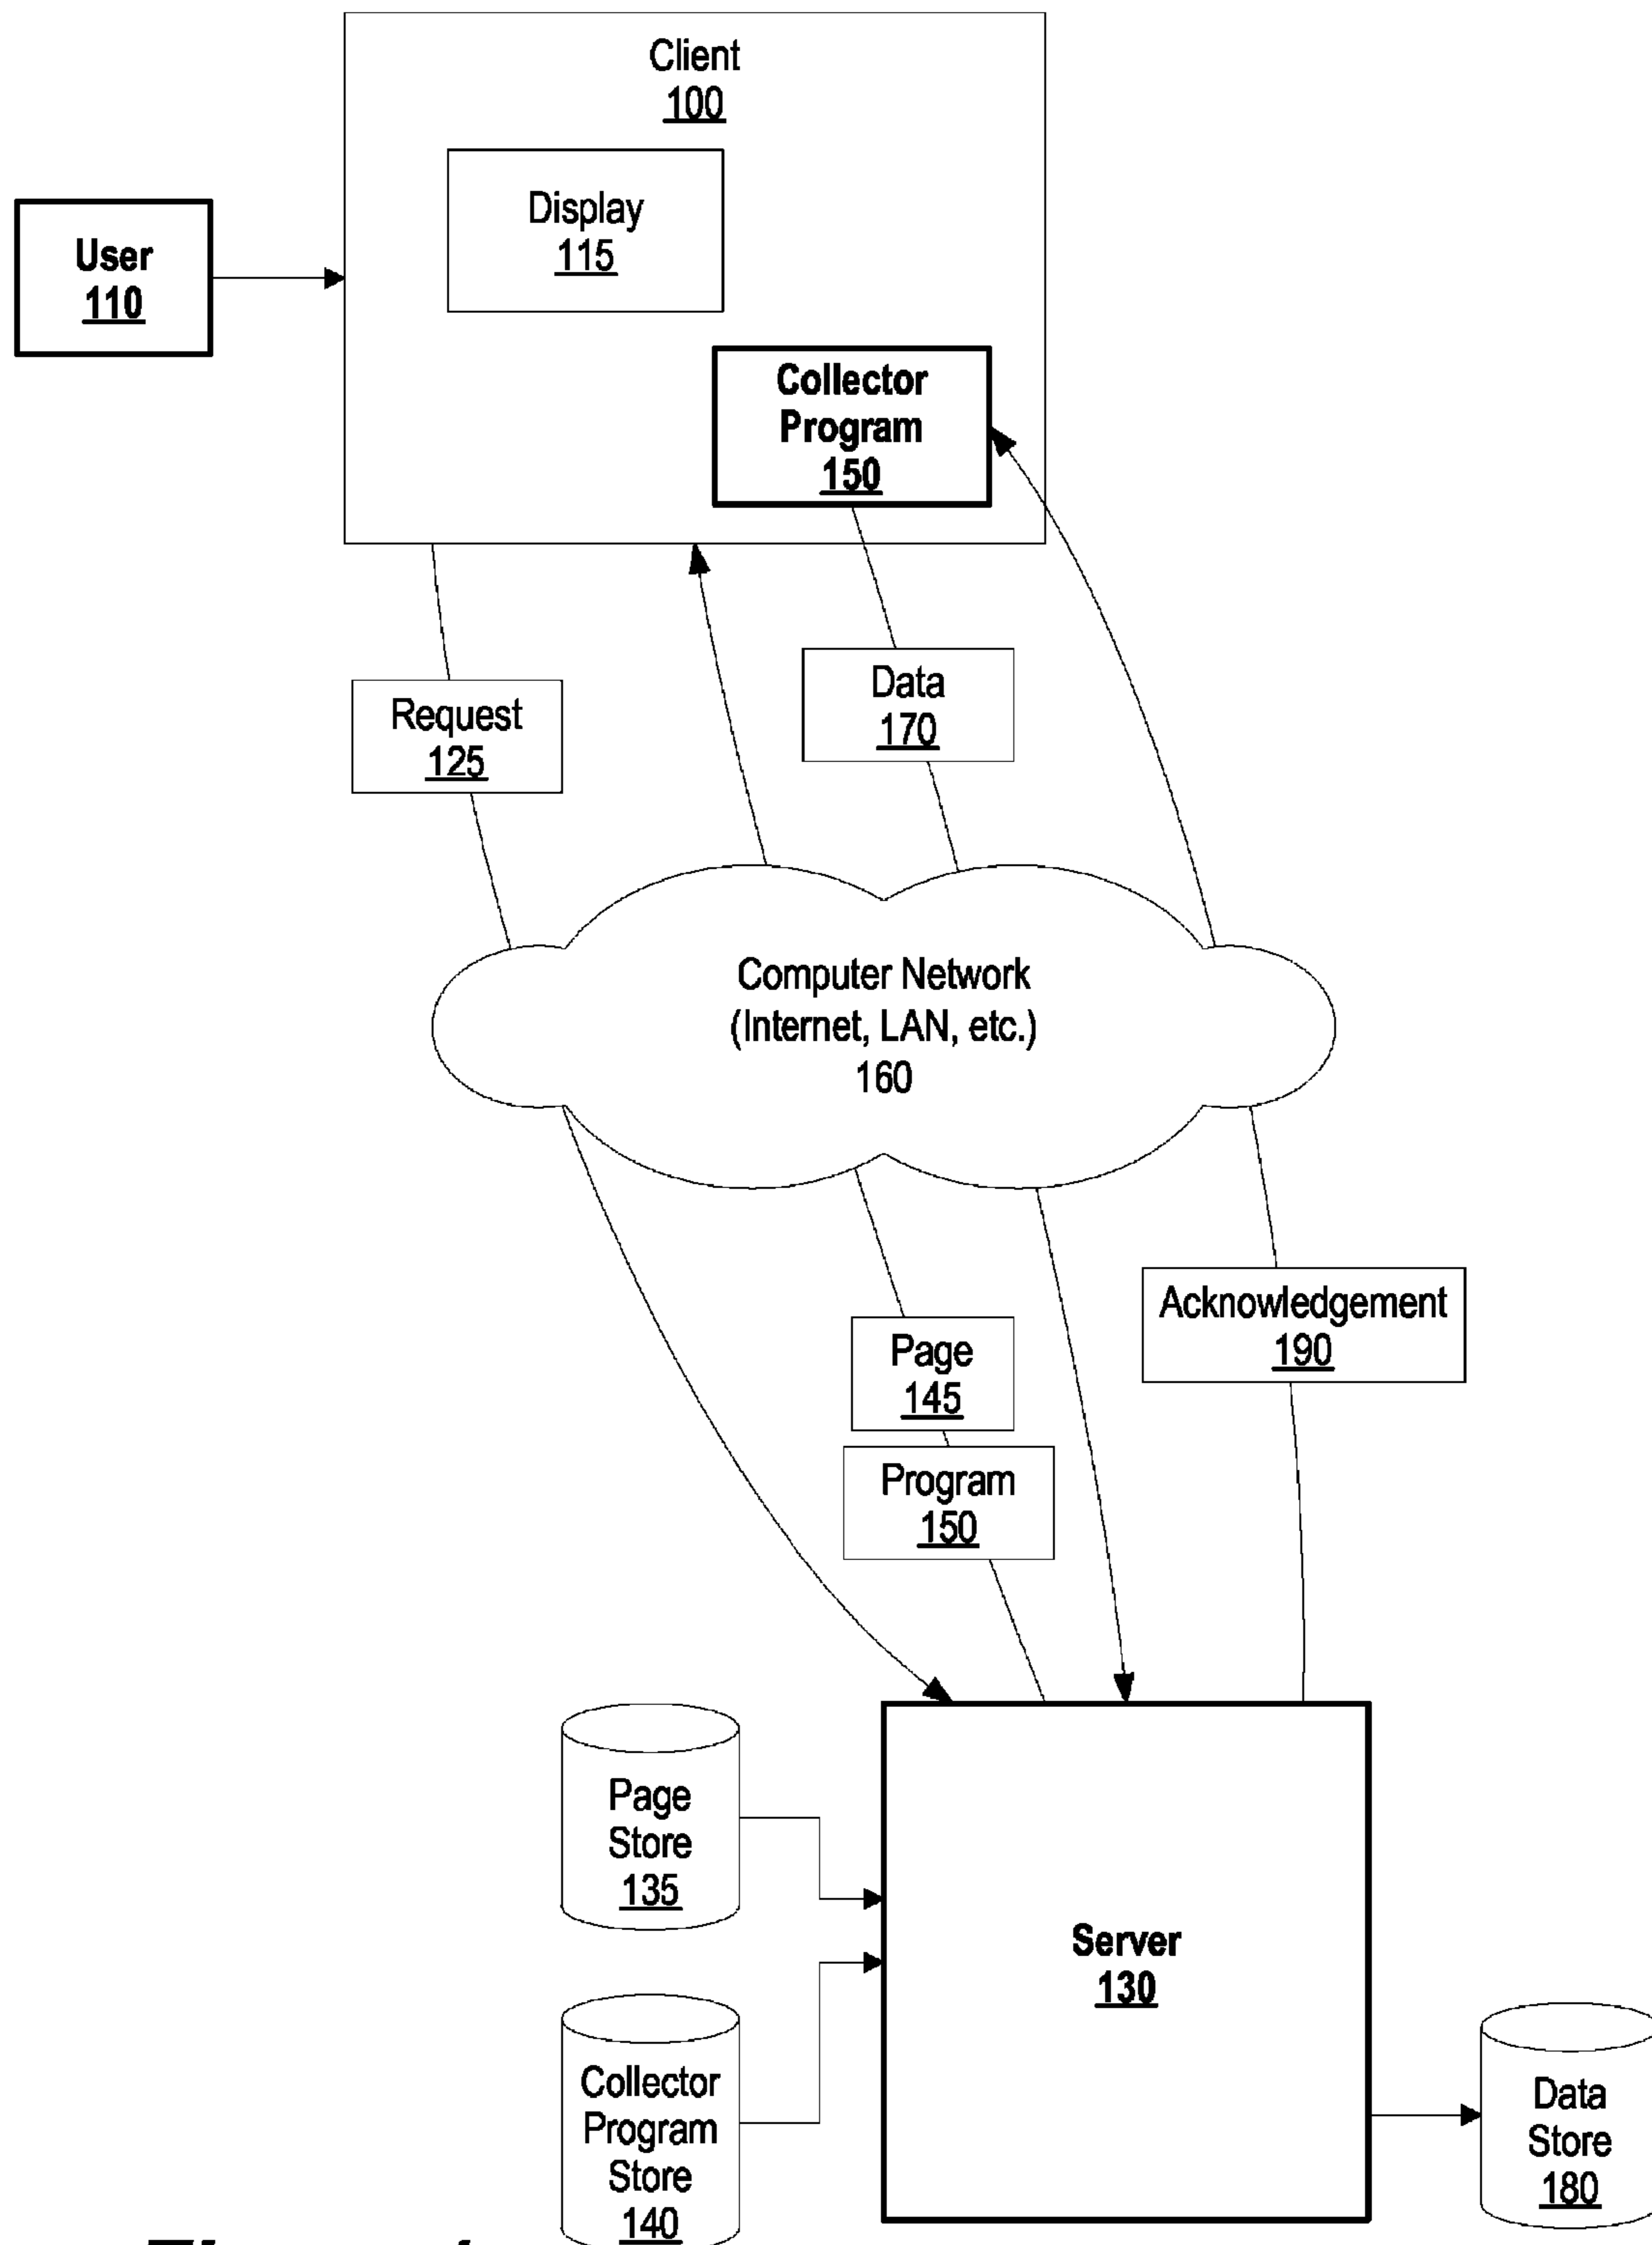 Client
100
Display
115
User
110
Collector
Program
150
Data
170
Request
125
Computer Network
(Internet, LAN, etc.)
160
Acknowledgement
190
Page
145
Program
150
Page
Store
135
Server
130
Collector
Program
Store
140
Data
Store
180